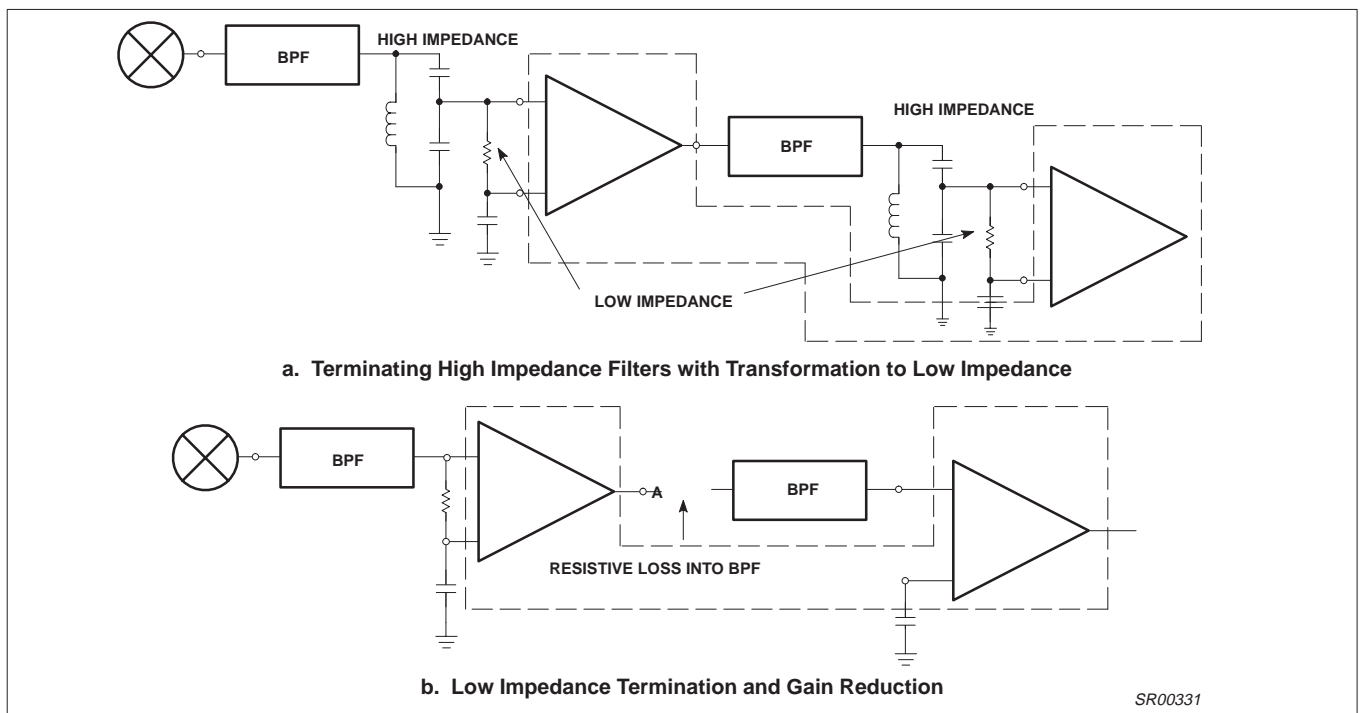 HIGH IMPEDANCE
BPF
HIGH IMPEDANCE
BPF
LOW IMPEDANCE
a. Terminating High Impedance Filters with Transformation to Low Impedance
BPF
A
BPF
RESISTIVE LOSS INTO BPF
b. Low Impedance Termination and Gain Reduction
SR00331